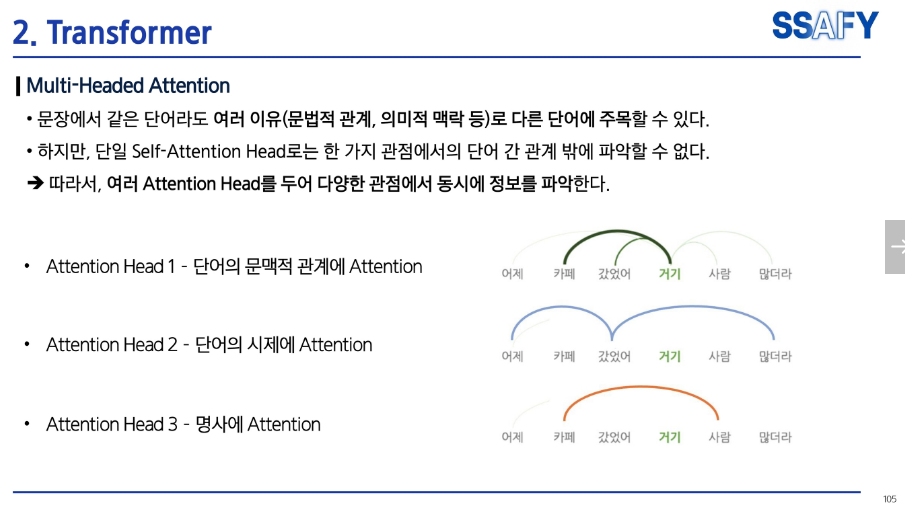 2. Transformer
SSAFY
Multi-Headed Attention
• 문장에서 같은 단어라도 여러 이유(문법적 관계, 의미적 맥락 등)로 다른 단어에 주목할 수 있다.
• 하지만, 단일 Self-Attention Head로는 한 가지 관점에서의 단어 간 관계 밖에 파악할 수 없다.
➔ 따라서, 여러 Attention Head를 두어 다양한 관점에서 동시에 정보를 파악한다.
• Attention Head 1 - 단어의 문맥적 관계에 Attention
어제 카페 갔었어 거기 사람 많더라
• Attention Head 2 - 단어의 시제에 Attention
어제 카페 갔었어 거기 사람 많더라
• Attention Head 3 - 명사에 Attention
어제 카페 갔었어 거기 사람 많더라
105